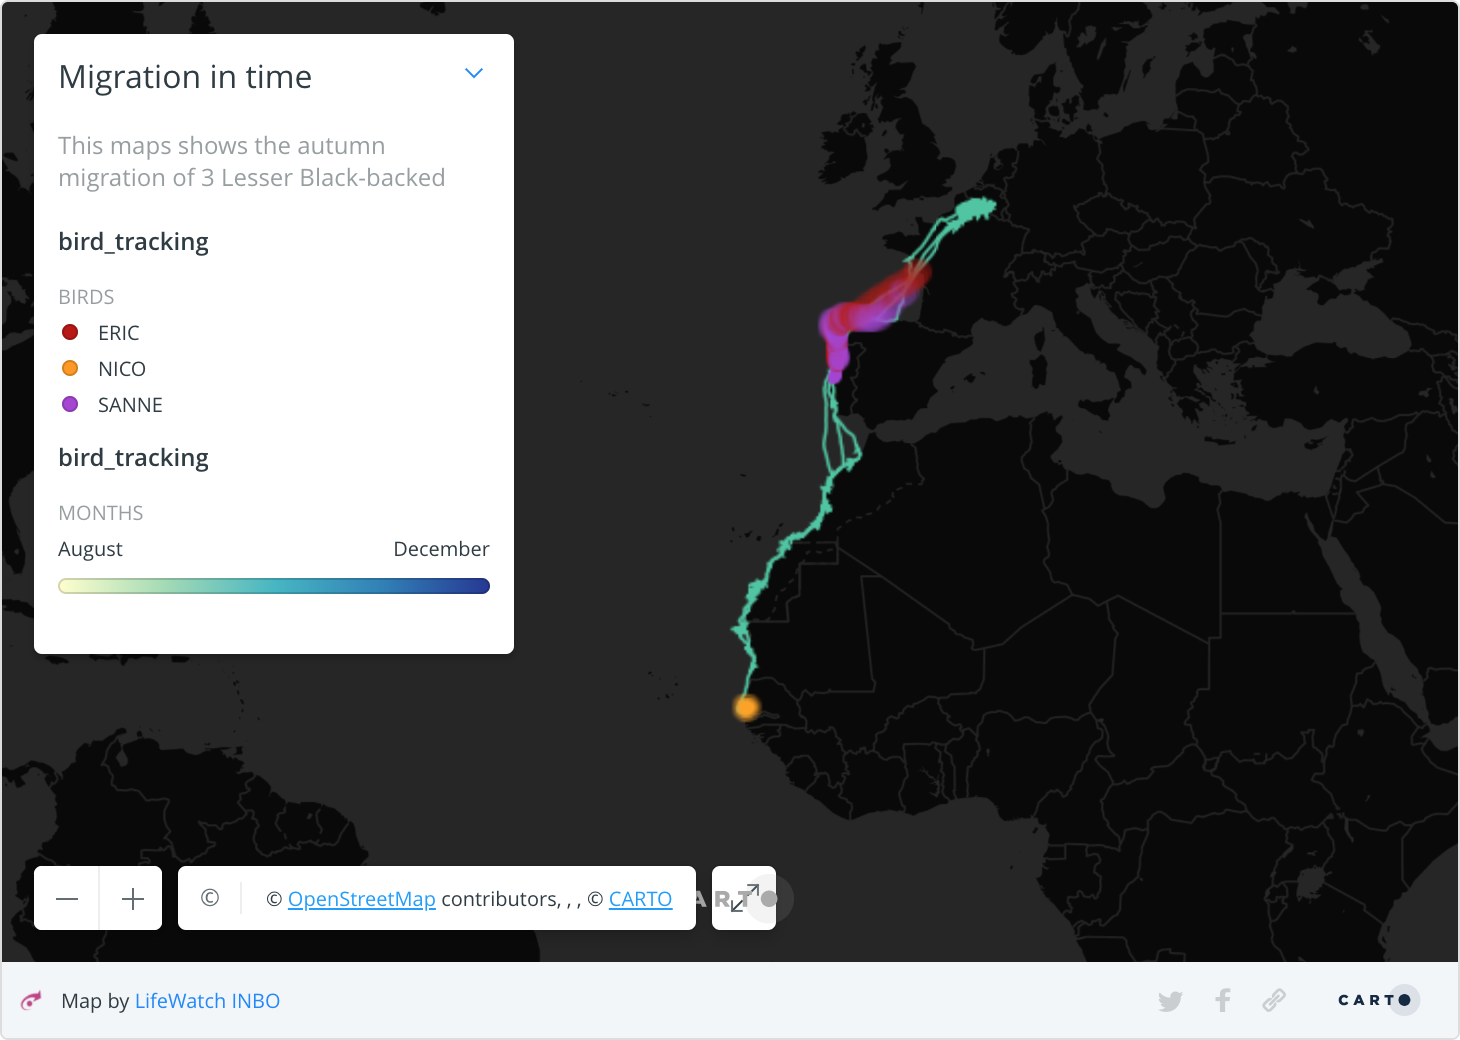 Migration in time
This maps shows the autumn
migration of 3 Lesser Black-backed
bird_tracking
BIRDS
ERIC
NICO
SANNE
bird_tracking
MONTHS
August December
© © OpenStreetMap contributors, , , © CARTO
ART
Map by LifeWatch INBO
CARTO